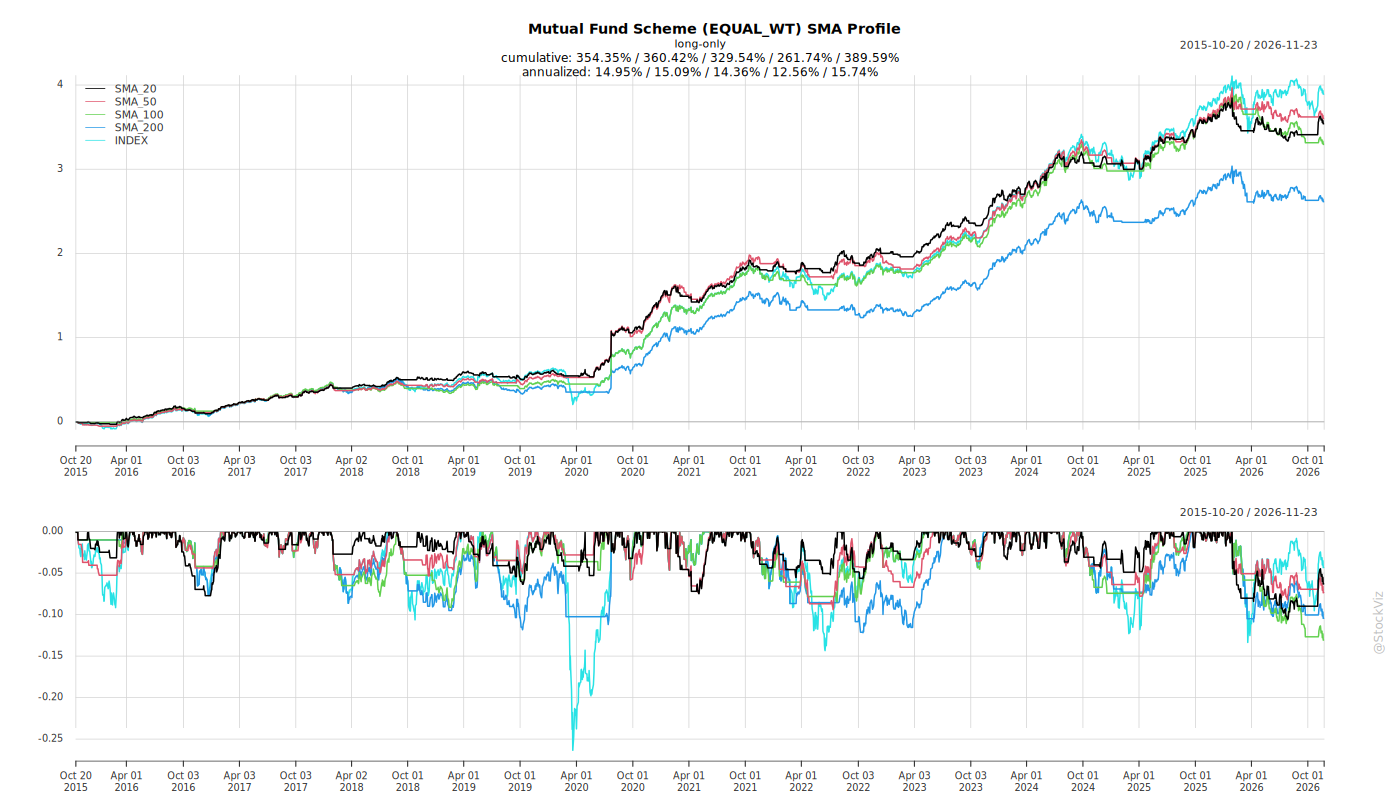 Mutual Fund Scheme (EQUAL_WT) SMA Profile
long-only
cumulative: 354.35% / 360.42% / 329.54% / 261.74% / 389.59%
annualized: 14.95% / 15.09% / 14.36% / 12.56% / 15.74%
2015-10-20 / 2026-11-23
SMA_20
SMA_50
SMA_100
SMA_200
INDEX
4
3
2
1
0
Oct 20 Apr 01 Oct 03 Apr 03 Oct 03 Apr 02 Oct 01 Apr 01 Oct 01 Apr 01 Oct 01 Apr 01 Oct 01 Apr 01 Oct 03 Apr 03 Oct 03 Apr 01 Oct 01 Apr 01 Oct 01 Apr 01 Oct 01
2015 2016 2016 2017 2017 2018 2018 2019 2019 2020 2020 2021 2021 2022 2022 2023 2023 2024 2024 2025 2025 2026 2026
2015-10-20 / 2026-11-23
0.00
-0.05
-0.10
-0.15
-0.20
-0.25
Oct 20 Apr 01 Oct 03 Apr 03 Oct 03 Apr 02 Oct 01 Apr 01 Oct 01 Apr 01 Oct 01 Apr 01 Oct 01 Apr 01 Oct 03 Apr 03 Oct 03 Apr 01 Oct 01 Apr 01 Oct 01 Apr 01 Oct 01
2015 2016 2016 2017 2017 2018 2018 2019 2019 2020 2020 2021 2021 2022 2022 2023 2023 2024 2024 2025 2025 2026 2026
@StockViz